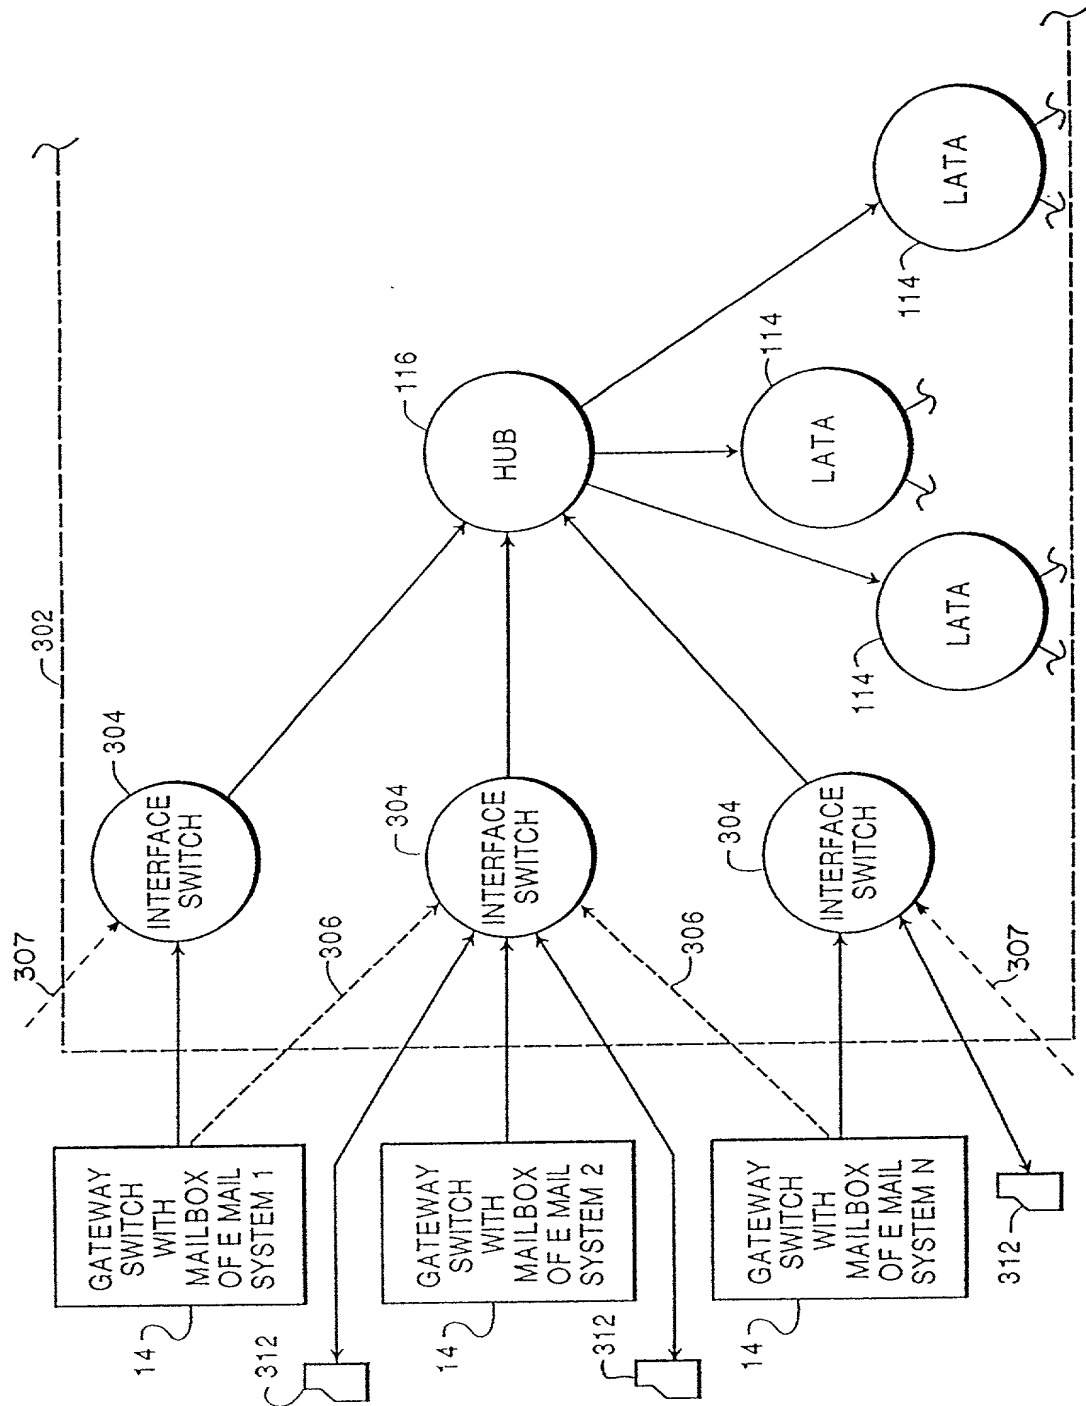 302
307
304
INTERFACE
SWITCH
GATEWAY
SWITCH
WITH
MAILBOX
OF E MAIL
SYSTEM 1
14
312
306
304
INTERFACE
SWITCH
116
HUB
GATEWAY
SWITCH
WITH
MAILBOX
OF E MAIL
SYSTEM 2
14
312
306
304
INTERFACE
SWITCH
307
GATEWAY
SWITCH
WITH
MAILBOX
OF E MAIL
SYSTEM N
14
312
114
LATA
114
LATA
114
LATA